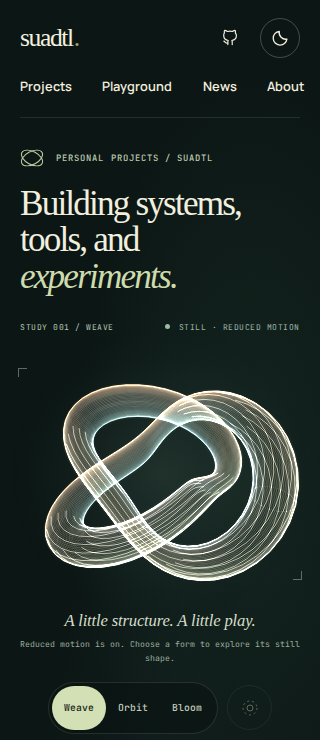 suadtl.
Projects Playground News About
PERSONAL PROJECTS / SUADTL
Building systems,
tools, and
experiments.
STUDY 001 / WEAVE
STILL · REDUCED MOTION
A little structure. A little play.
Reduced motion is on. Choose a form to explore its still
shape.
Weave Orbit Bloom